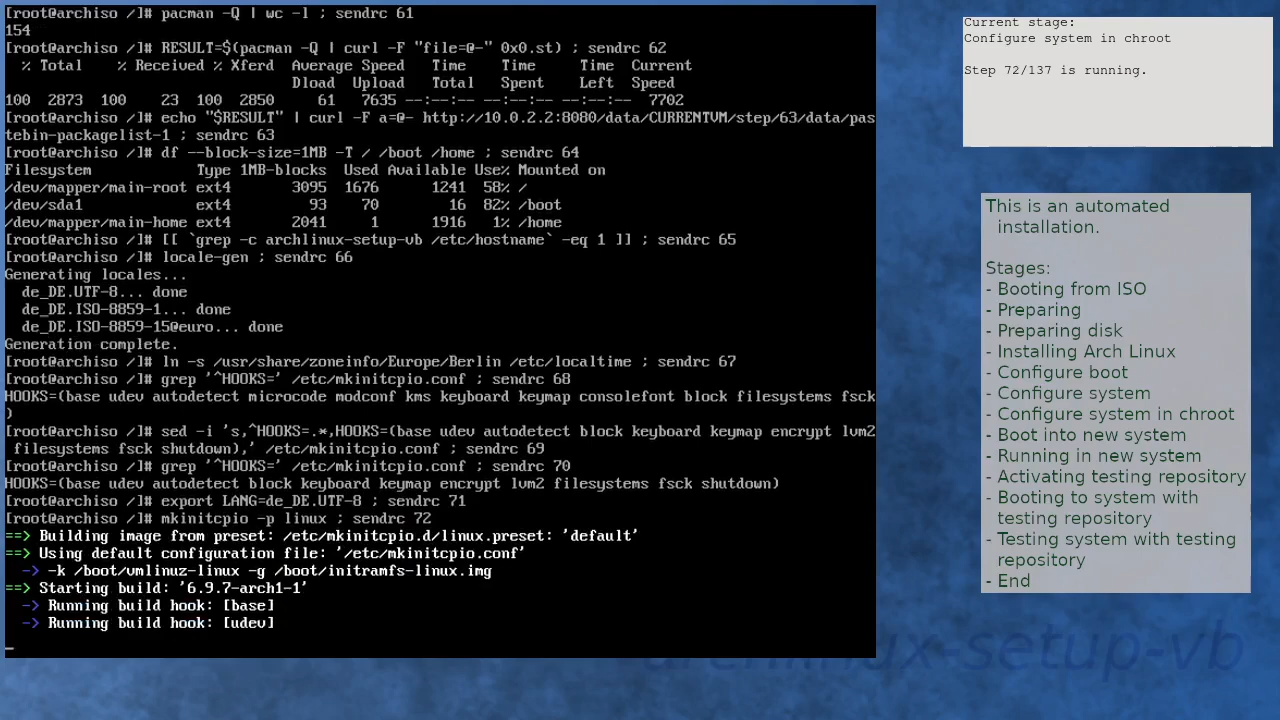 [root@archiso /]# pacman -Q | wc -l ; sendrc 61
154
[root@archiso /]# RESULT=$(pacman -Q | curl -F "file=@-" 0x0.st) ; sendrc 62
  % Total    % Received % Xferd  Average Speed   Time    Time     Time  Current
                                 Dload  Upload   Total   Spent    Left  Speed
100  2873  100    23  100  2850     61   7635 --:--:-- --:--:-- --:--:--  7702
[root@archiso /]# echo "$RESULT" | curl -F a=@- http://10.0.2.2:8080/data/CURRENTVM/step/63/data/pas
tebin-packagelist-1 ; sendrc 63
[root@archiso /]# df --block-size=1MB -T / /boot /home ; sendrc 64
Filesystem            Type 1MB-blocks  Used Available Use% Mounted on
/dev/mapper/main-root ext4       3095  1676      1241  58% /
/dev/sda1             ext4         93    70        16  82% /boot
/dev/mapper/main-home ext4       2041     1      1916   1% /home
[root@archiso /]# [[ `grep -c archlinux-setup-vb /etc/hostname` -eq 1 ]] ; sendrc 65
[root@archiso /]# locale-gen ; sendrc 66
Generating locales...
  de_DE.UTF-8... done
  de_DE.ISO-8859-1... done
  de_DE.ISO-8859-15@euro... done
Generation complete.
[root@archiso /]# ln -s /usr/share/zoneinfo/Europe/Berlin /etc/localtime ; sendrc 67
[root@archiso /]# grep '^HOOKS=' /etc/mkinitcpio.conf ; sendrc 68
HOOKS=(base udev autodetect microcode modconf kms keyboard keymap consolefont block filesystems fsck
)
[root@archiso /]# sed -i 's,^HOOKS=.*,HOOKS=(base udev autodetect block keyboard keymap encrypt lvm2
 filesystems fsck shutdown),' /etc/mkinitcpio.conf ; sendrc 69
[root@archiso /]# grep '^HOOKS=' /etc/mkinitcpio.conf ; sendrc 70
HOOKS=(base udev autodetect block keyboard keymap encrypt lvm2 filesystems fsck shutdown)
[root@archiso /]# export LANG=de_DE.UTF-8 ; sendrc 71
[root@archiso /]# mkinitcpio -p linux ; sendrc 72
==> Building image from preset: /etc/mkinitcpio.d/linux.preset: 'default'
==> Using default configuration file: '/etc/mkinitcpio.conf'
  -> -k /boot/vmlinuz-linux -g /boot/initramfs-linux.img
==> Starting build: '6.9.7-arch1-1'
  -> Running build hook: [base]
  -> Running build hook: [udev]
Current stage:
Configure system in chroot
Step 72/137 is running.
This is an automated
installation.
Stages:
- Booting from ISO
- Preparing
- Preparing disk
- Installing Arch Linux
- Configure boot
- Configure system
- Configure system in chroot
- Boot into new system
- Running in new system
- Activating testing repository
- Booting to system with
testing repository
- Testing system with testing
repository
- End
archlinux-setup-vb